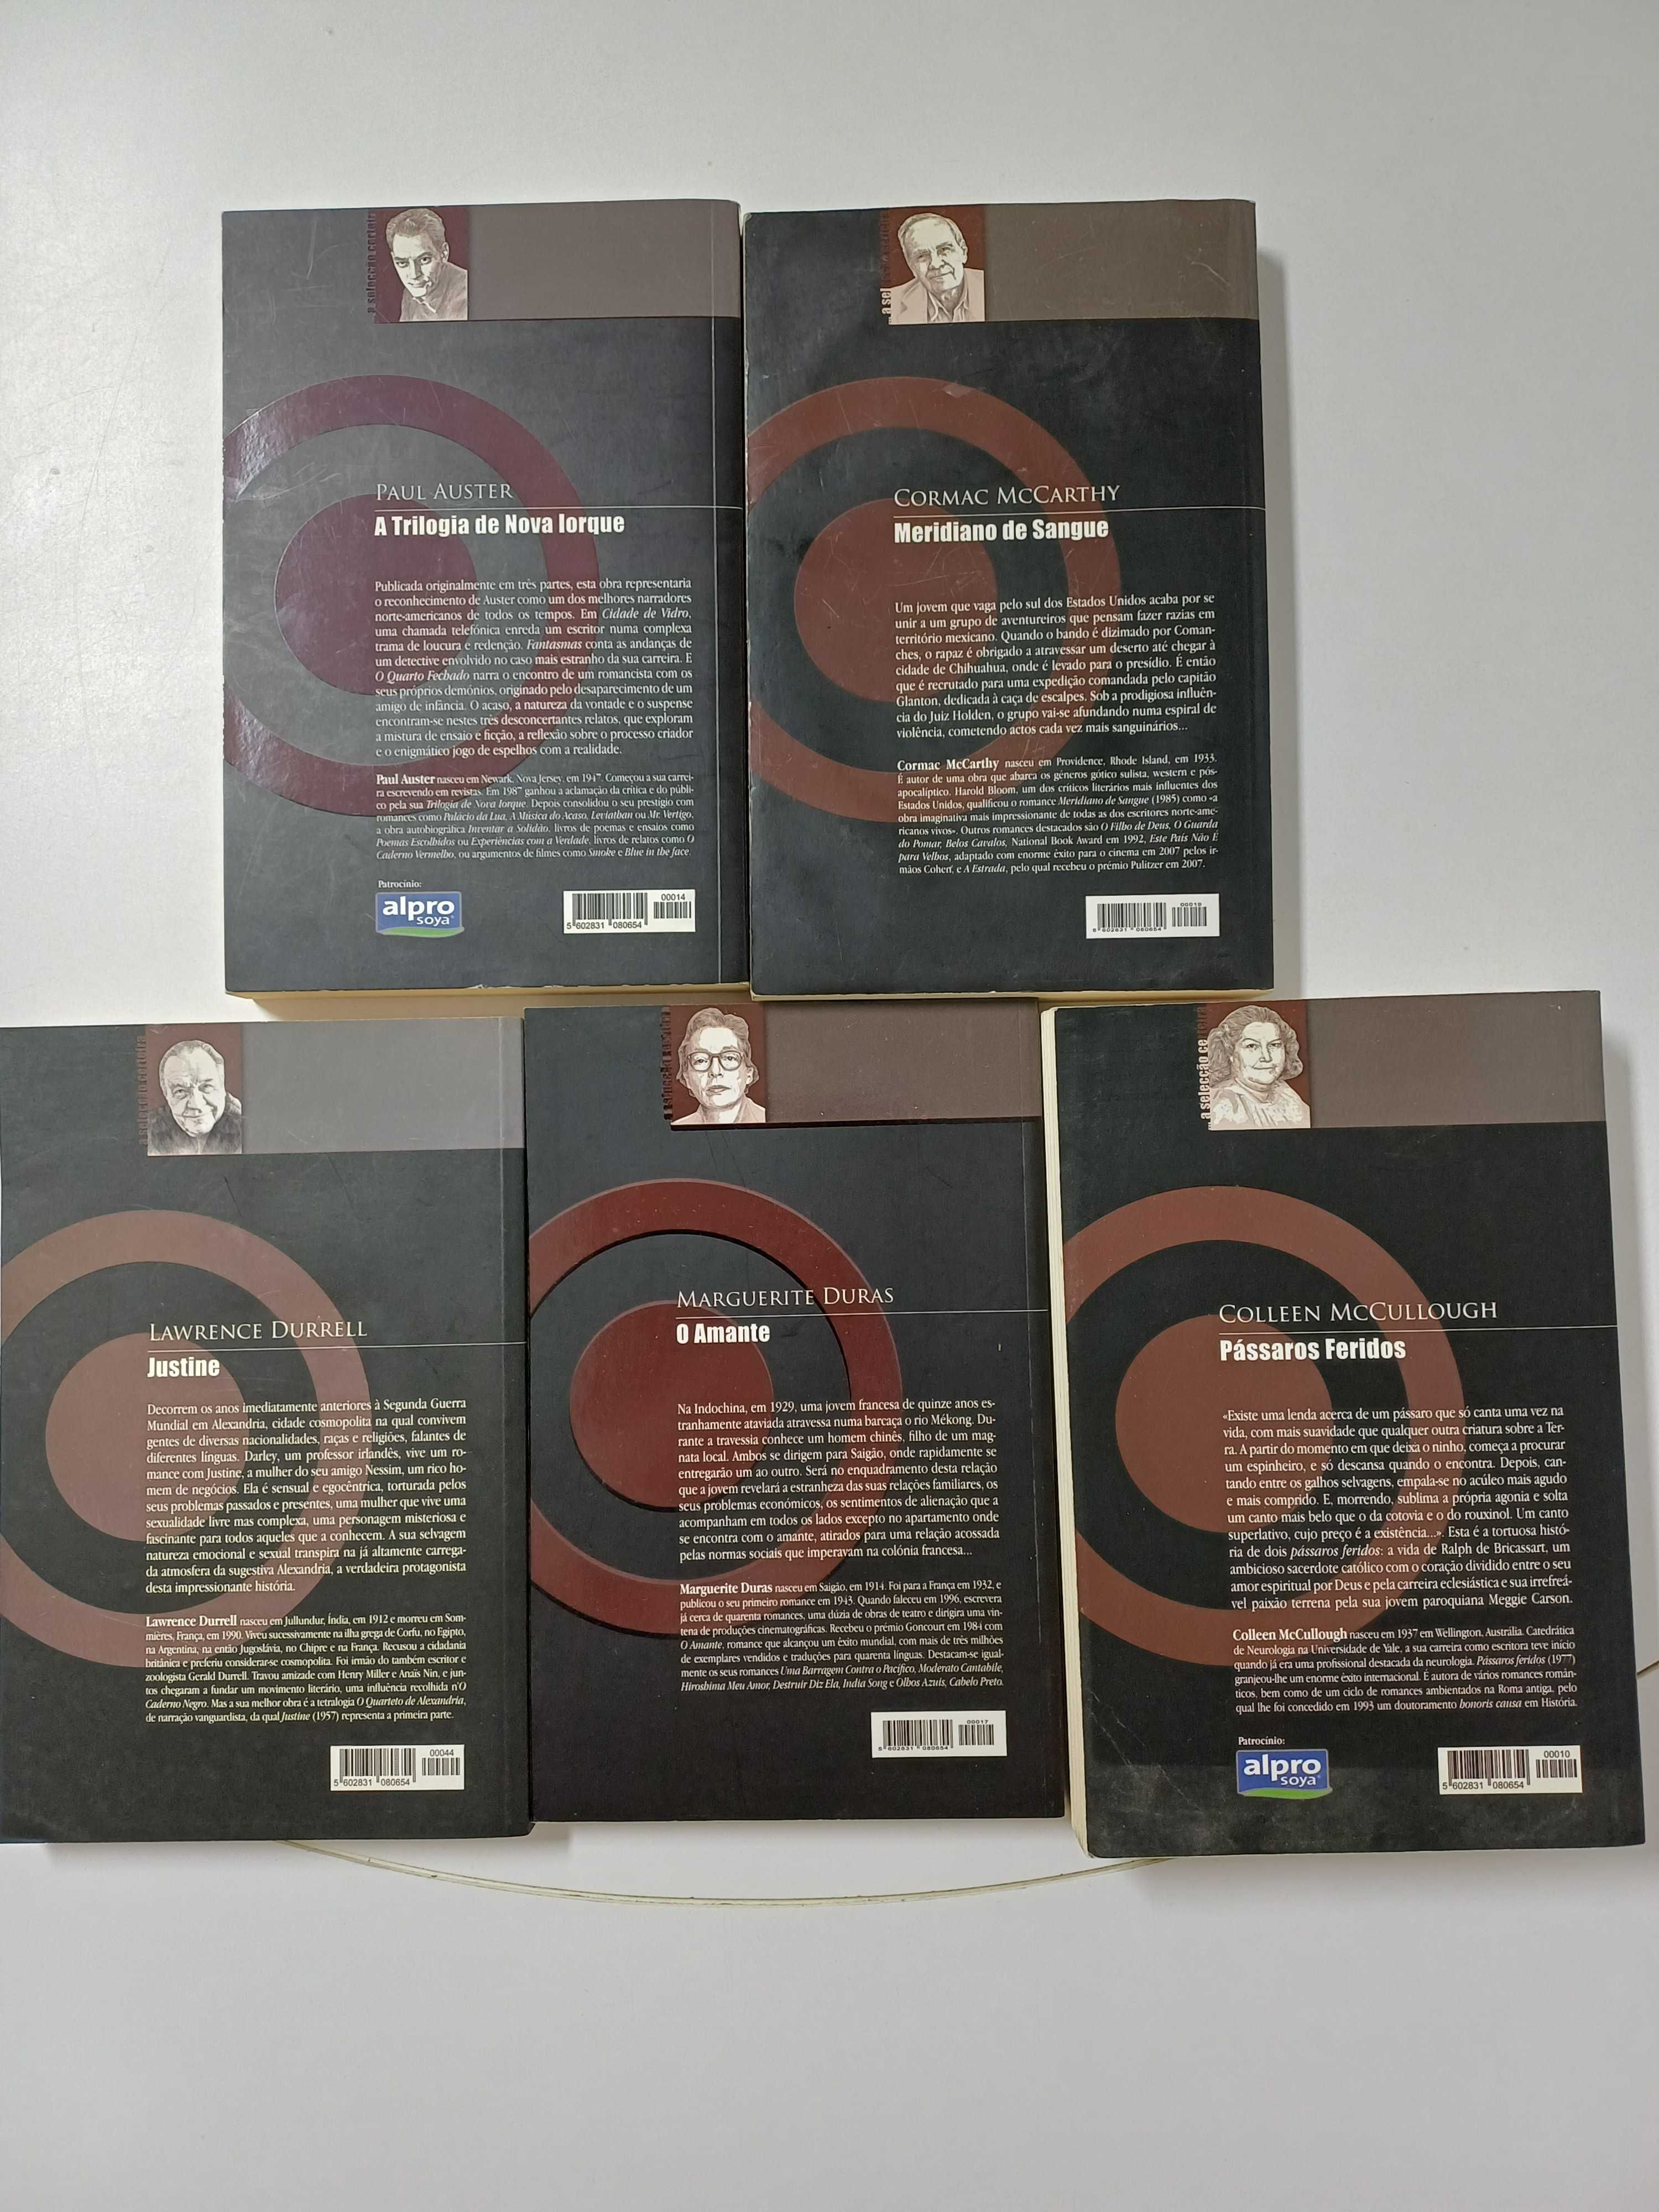 a selecção certeira
PAUL AUSTER
A Trilogia de Nova Iorque
Publicada originalmente em três partes, esta obra representaria
o reconhecimento de Auster como um dos melhores narradores
norte-americanos de todos os tempos. Em Cidade de Vidro,
uma chamada telefónica enreda um escritor numa complexa
trama de loucura e redenção. Fantasmas conta as andanças de
um detective envolvido no caso mais estranho da sua carreira. E
O Quarto Fechado narra o encontro de um romancista com os
seus próprios demónios, originado pelo desaparecimento de um
amigo de infância. O acaso, a natureza da vontade e o suspense
encontram-se nestes três desconcertantes relatos, que exploram
a mistura de ensaio e ficção, a reflexão sobre o processo criador
e o enigmático jogo de espelhos com a realidade.
Paul Auster nasceu em Newark, Nova Jersey, em 1947. Começou a sua carrei-
ra escrevendo em revistas. Em 1987 ganhou a aclamação da crítica e do públi-
co pela sua Trilogia de Nova Iorque. Depois consolidou o seu prestígio com
romances como Palácio da Lua, A Música do Acaso, Leviathan ou Mr. Vertigo,
a obra autobiográfica Inventar a Solidão, livros de poemas e ensaios como
Poemas Escolhidos ou Experiências com a Verdade, livros de relatos como O
Caderno Vermelho, ou argumentos de filmes como Smoke e Blue in the face.
Patrocínio:
alpro
soya
00014
5 602831 080654
a sel
CORMAC MCCARTHY
Meridiano de Sangue
Um jovem que vaga pelo sul dos Estados Unidos acaba por se
unir a um grupo de aventureiros que pensam fazer razias em
território mexicano. Quando o bando é dizimado por Coman-
ches, o rapaz é obrigado a atravessar um deserto até chegar à
cidade de Chihuahua, onde é levado para o presídio. É então
que é recrutado para uma expedição comandada pelo capitão
Glanton, dedicada à caça de escalpes. Sob a prodigiosa influên-
cia do Juiz Holden, o grupo vai-se afundando numa espiral de
violência, cometendo actos cada vez mais sanguinários...
Cormac McCarthy nasceu em Providence, Rhode Island, em 1933.
É autor de uma obra que abarca os géneros gótico sulista, western e pós-
apocalíptico. Harold Bloom, um dos críticos literários mais influentes dos
Estados Unidos, qualificou o romance Meridiano de Sangue (1985) como «a
obra imaginativa mais impressionante de todas as dos escritores norte-ame-
ricanos vivos». Outros romances destacados são O Filho de Deus, O Guarda
do Pomar, Belos Cavalos, National Book Award em 1992, Este País Não É
para Velhos, adaptado com enorme êxito para o cinema em 2007 pelos ir-
mãos Cohen, e A Estrada, pelo qual recebeu o prémio Pulitzer em 2007.
5 602831 080654
a selecção certeira
LAWRENCE DURRELL
Justine
Decorrem os anos imediatamente anteriores à Segunda Guerra
Mundial em Alexandria, cidade cosmopolita na qual convivem
gentes de diversas nacionalidades, raças e religiões, falantes de
diferentes línguas. Darley, um professor irlandês, vive um ro-
mance com Justine, a mulher do seu amigo Nessim, um rico ho-
mem de negócios. Ela é sensual e egocêntrica, torturada pelos
seus problemas passados e presentes, uma mulher que vive uma
sexualidade livre mas complexa, uma personagem misteriosa e
fascinante para todos aqueles que a conhecem. A sua selvagem
natureza emocional e sexual transpira na já altamente carrega-
da atmosfera da sugestiva Alexandria, a verdadeira protagonista
desta impressionante história.
Lawrence Durrell nasceu em Jullundur, Índia, em 1912 e morreu em Som-
mières, França, em 1990. Viveu sucessivamente na ilha grega de Corfu, no Egipto,
na Argentina, na então Jugoslávia, no Chipre e na França. Recusou a cidadania
britânica e preferiu considerar-se cosmopolita. Foi irmão do também escritor e
zoologista Gerald Durrell. Travou amizade com Henry Miller e Anaïs Nin, e jun-
tos chegaram a fundar um movimento literário, uma influência recolhida n'O
Caderno Negro. Mas a sua melhor obra é a tetralogia O Quarteto de Alexandria,
de narração vanguardista, da qual Justine (1957) representa a primeira parte.
00044
5 602831 080654
MARGUERITE DURAS
O Amante
Na Indochina, em 1929, uma jovem francesa de quinze anos es-
tranhamente ataviada atravessa numa barcaça o rio Mékong. Du-
rante a travessia conhece um homem chinês, filho de um mag-
nata local. Ambos se dirigem para Saigão, onde rapidamente se
entregarão um ao outro. Será no enquadramento desta relação
que a jovem revelará a estranheza das suas relações familiares, os
seus problemas económicos, os sentimentos de alienação que a
acompanham em todos os lados excepto no apartamento onde
se encontra com o amante, atirados para uma relação acossada
pelas normas sociais que imperavam na colónia francesa...
Marguerite Duras nasceu em Saigão, em 1914. Foi para a França em 1932, e
publicou o seu primeiro romance em 1943. Quando faleceu em 1996, escrevera
já cerca de quarenta romances, uma dúzia de obras de teatro e dirigira uma vin-
tena de produções cinematográficas. Recebeu o prémio Goncourt em 1984 com
O Amante, romance que alcançou um êxito mundial, com mais de três milhões
de exemplares vendidos e traduções para quarenta línguas. Destacam-se igual-
mente os seus romances Uma Barragem Contra o Pacífico, Moderato Cantabile,
Hiroshima Meu Amor, Destruir Diz Ela, India Song e Olhos Azuis, Cabelo Preto.
00017
5 602831 080654
a selecção certeira
COLLEEN MCCULLOUGH
Pássaros Feridos
«Existe uma lenda acerca de um pássaro que só canta uma vez na
vida, com mais suavidade que qualquer outra criatura sobre a Ter-
ra. A partir do momento em que deixa o ninho, começa a procurar
um espinheiro, e só descansa quando o encontra. Depois, can-
tando entre os galhos selvagens, empala-se no acúleo mais agudo
e mais comprido. E, morrendo, sublima a própria agonia e solta
um canto mais belo que o da cotovia e o do rouxinol. Um canto
superlativo, cujo preço é a existência...». Esta é a tortuosa histó-
ria de dois pássaros feridos: a vida de Ralph de Bricassart, um
ambicioso sacerdote católico com o coração dividido entre o seu
amor espiritual por Deus e pela carreira eclesiástica e sua irrefreá-
vel paixão terrena pela sua jovem paroquiana Meggie Carson.
Colleen McCullough nasceu em 1937 em Wellington, Austrália. Catedrática
de Neurologia na Universidade de Yale, a sua carreira como escritora teve início
quando já era uma profissional destacada da neurologia. Pássaros feridos (1977)
granjeou-lhe um enorme êxito internacional. É autora de vários romances român-
ticos, bem como de um ciclo de romances ambientados na Roma antiga, pelo
qual lhe foi concedido em 1993 um doutoramento honoris causa em História.
Patrocínio:
alpro
soya
00010
5 602831 080654